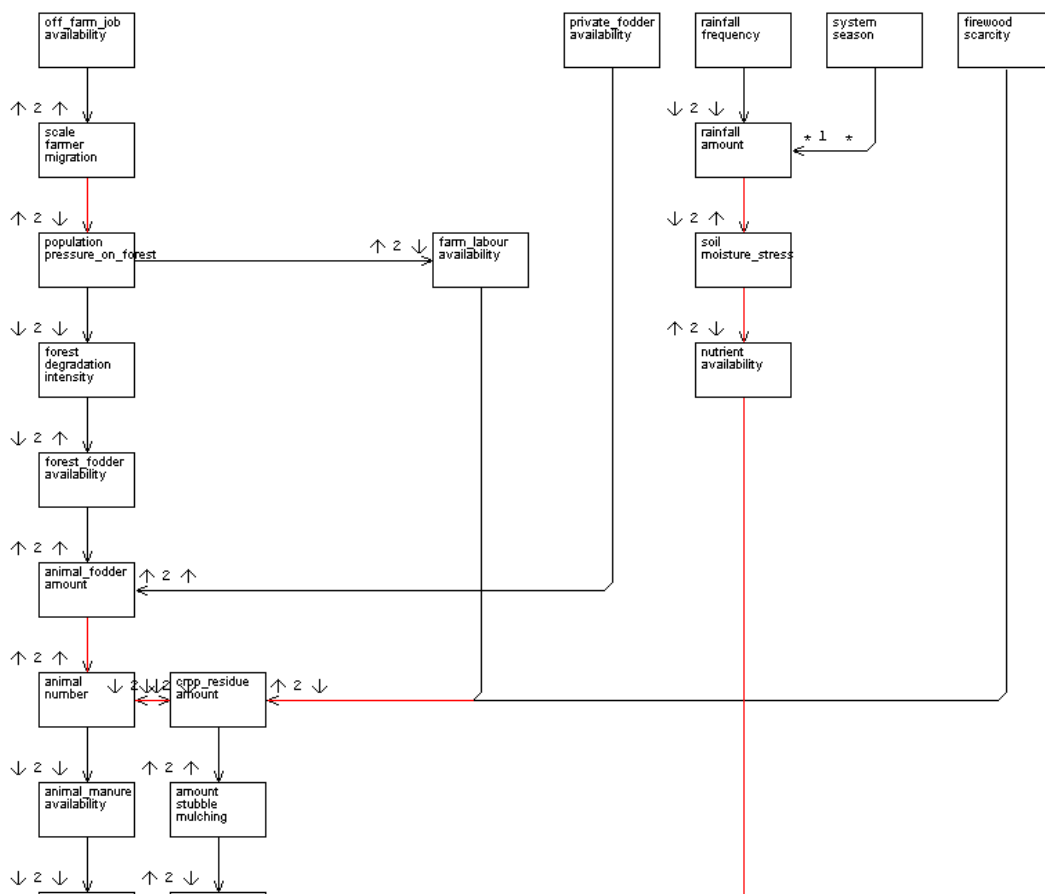 off_farm_job
availability
private_fodder
availability
rainfall
frequency
system
season
firewood
scarcity
↑ 2 ↑
scale
farmer
migration
↓ 2 ↓
rainfall
amount
* 1 *
↑ 2 ↓
population
pressure_on_forest
↑ 2 ↓
farm_labour
availability
↓ 2 ↑
soil
moisture_stress
↓ 2 ↓
forest
degradation
intensity
↑ 2 ↓
nutrient
availability
↓ 2 ↑
forest_fodder
availability
↑ 2 ↑
animal_fodder
amount
↑ 2 ↑
↑ 2 ↑
animal
number
crop_residue
amount
↑ 2 ↓
↓ 2 ↓
animal_manure
availability
↑ 2 ↑
amount
stubble
mulching
↓ 2 ↓
↑ 2 ↓